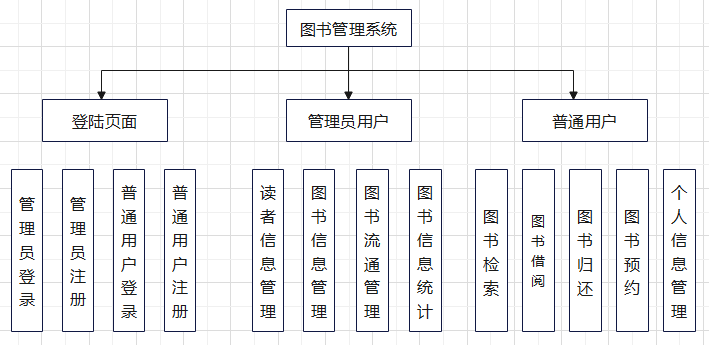 图书管理系统
登陆页面
管理员用户
普通用户
管理员登录
管理员注册
普通用户登录
普通用户注册
读者信息管理
图书信息管理
图书流通管理
图书信息统计
图书检索
图书借阅
图书归还
图书预约
个人信息管理